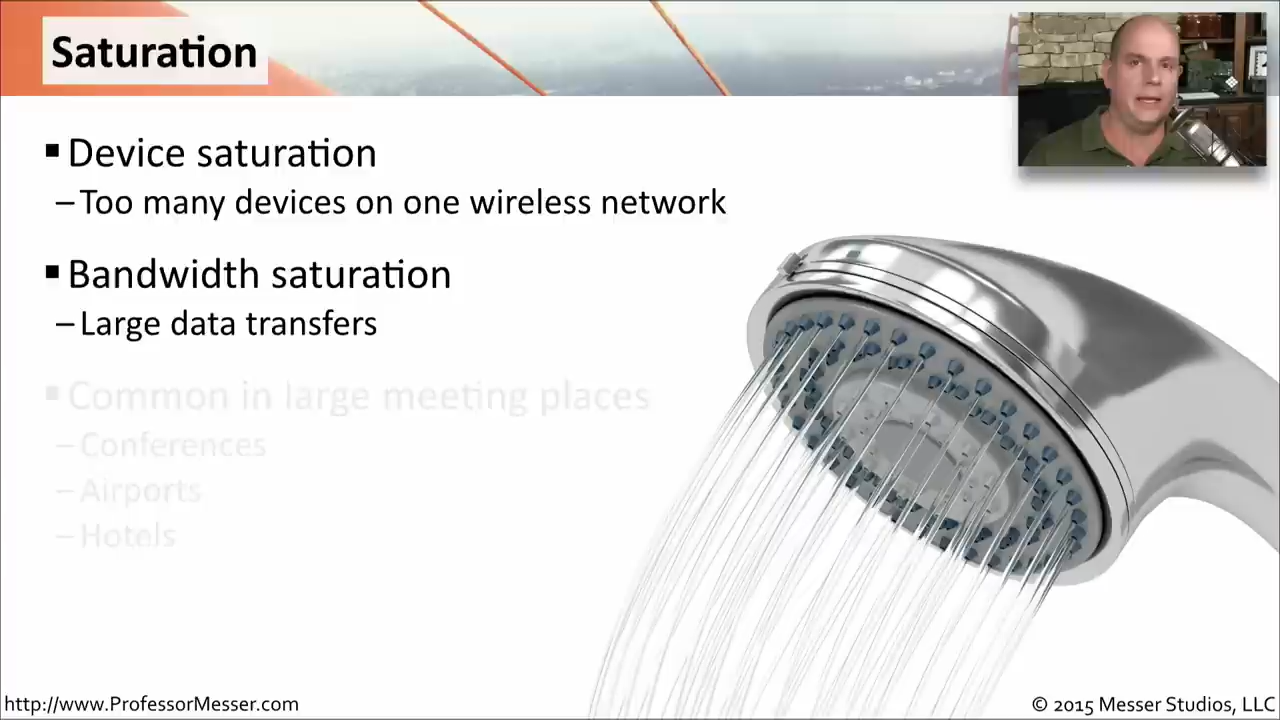 Saturation
▪ Device saturation
– Too many devices on one wireless network
▪ Bandwidth saturation
– Large data transfers
▪ Common in large meeting places
– Conferences
– Airports
– Hotels
http://www.ProfessorMesser.com
© 2015 Messer Studios, LLC